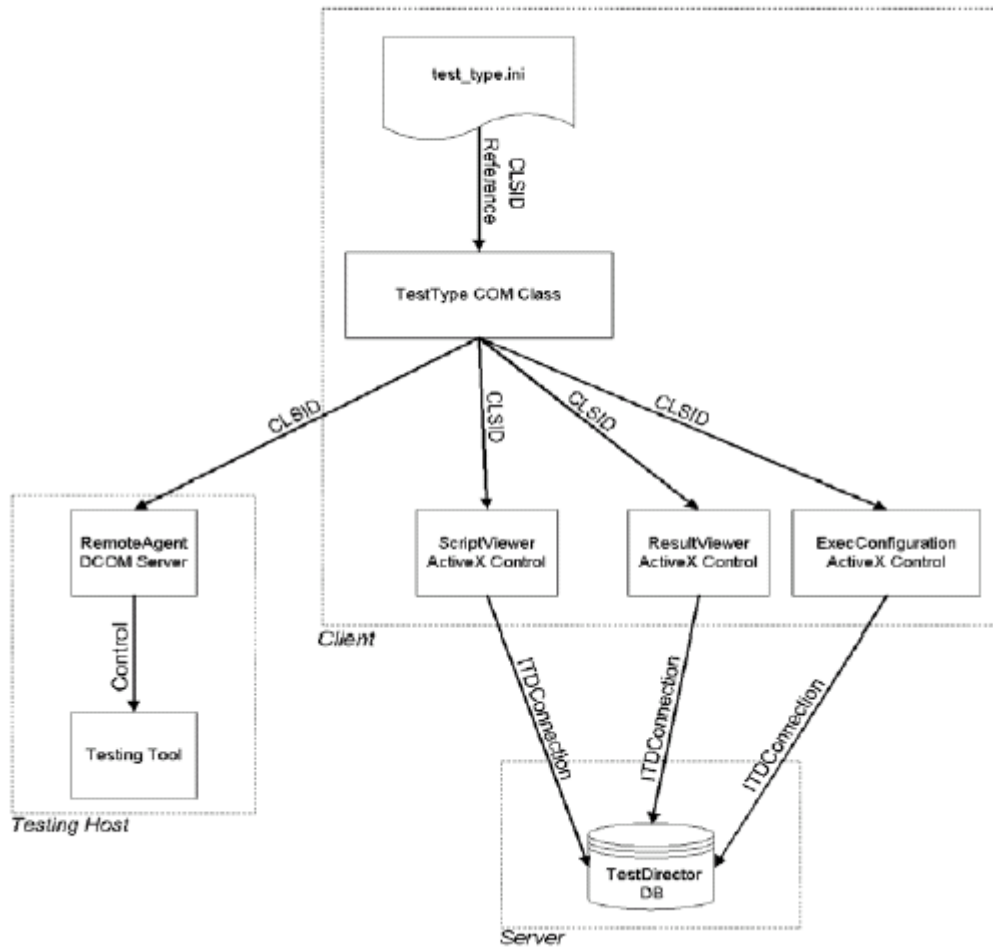 test_type.ini
CLSID
Reference
TestType COM Class
CLSID
CLSID
CLSID
CLSID
RemoteAgent
DCOM Server
ScriptViewer
ActiveX Control
ResultViewer
ActiveX Control
ExecConfiguration
ActiveX Control
Client
Control
ITDConnection
ITDConnection
ITDConnection
Testing Tool
Testing Host
TestDirector
DB
Server